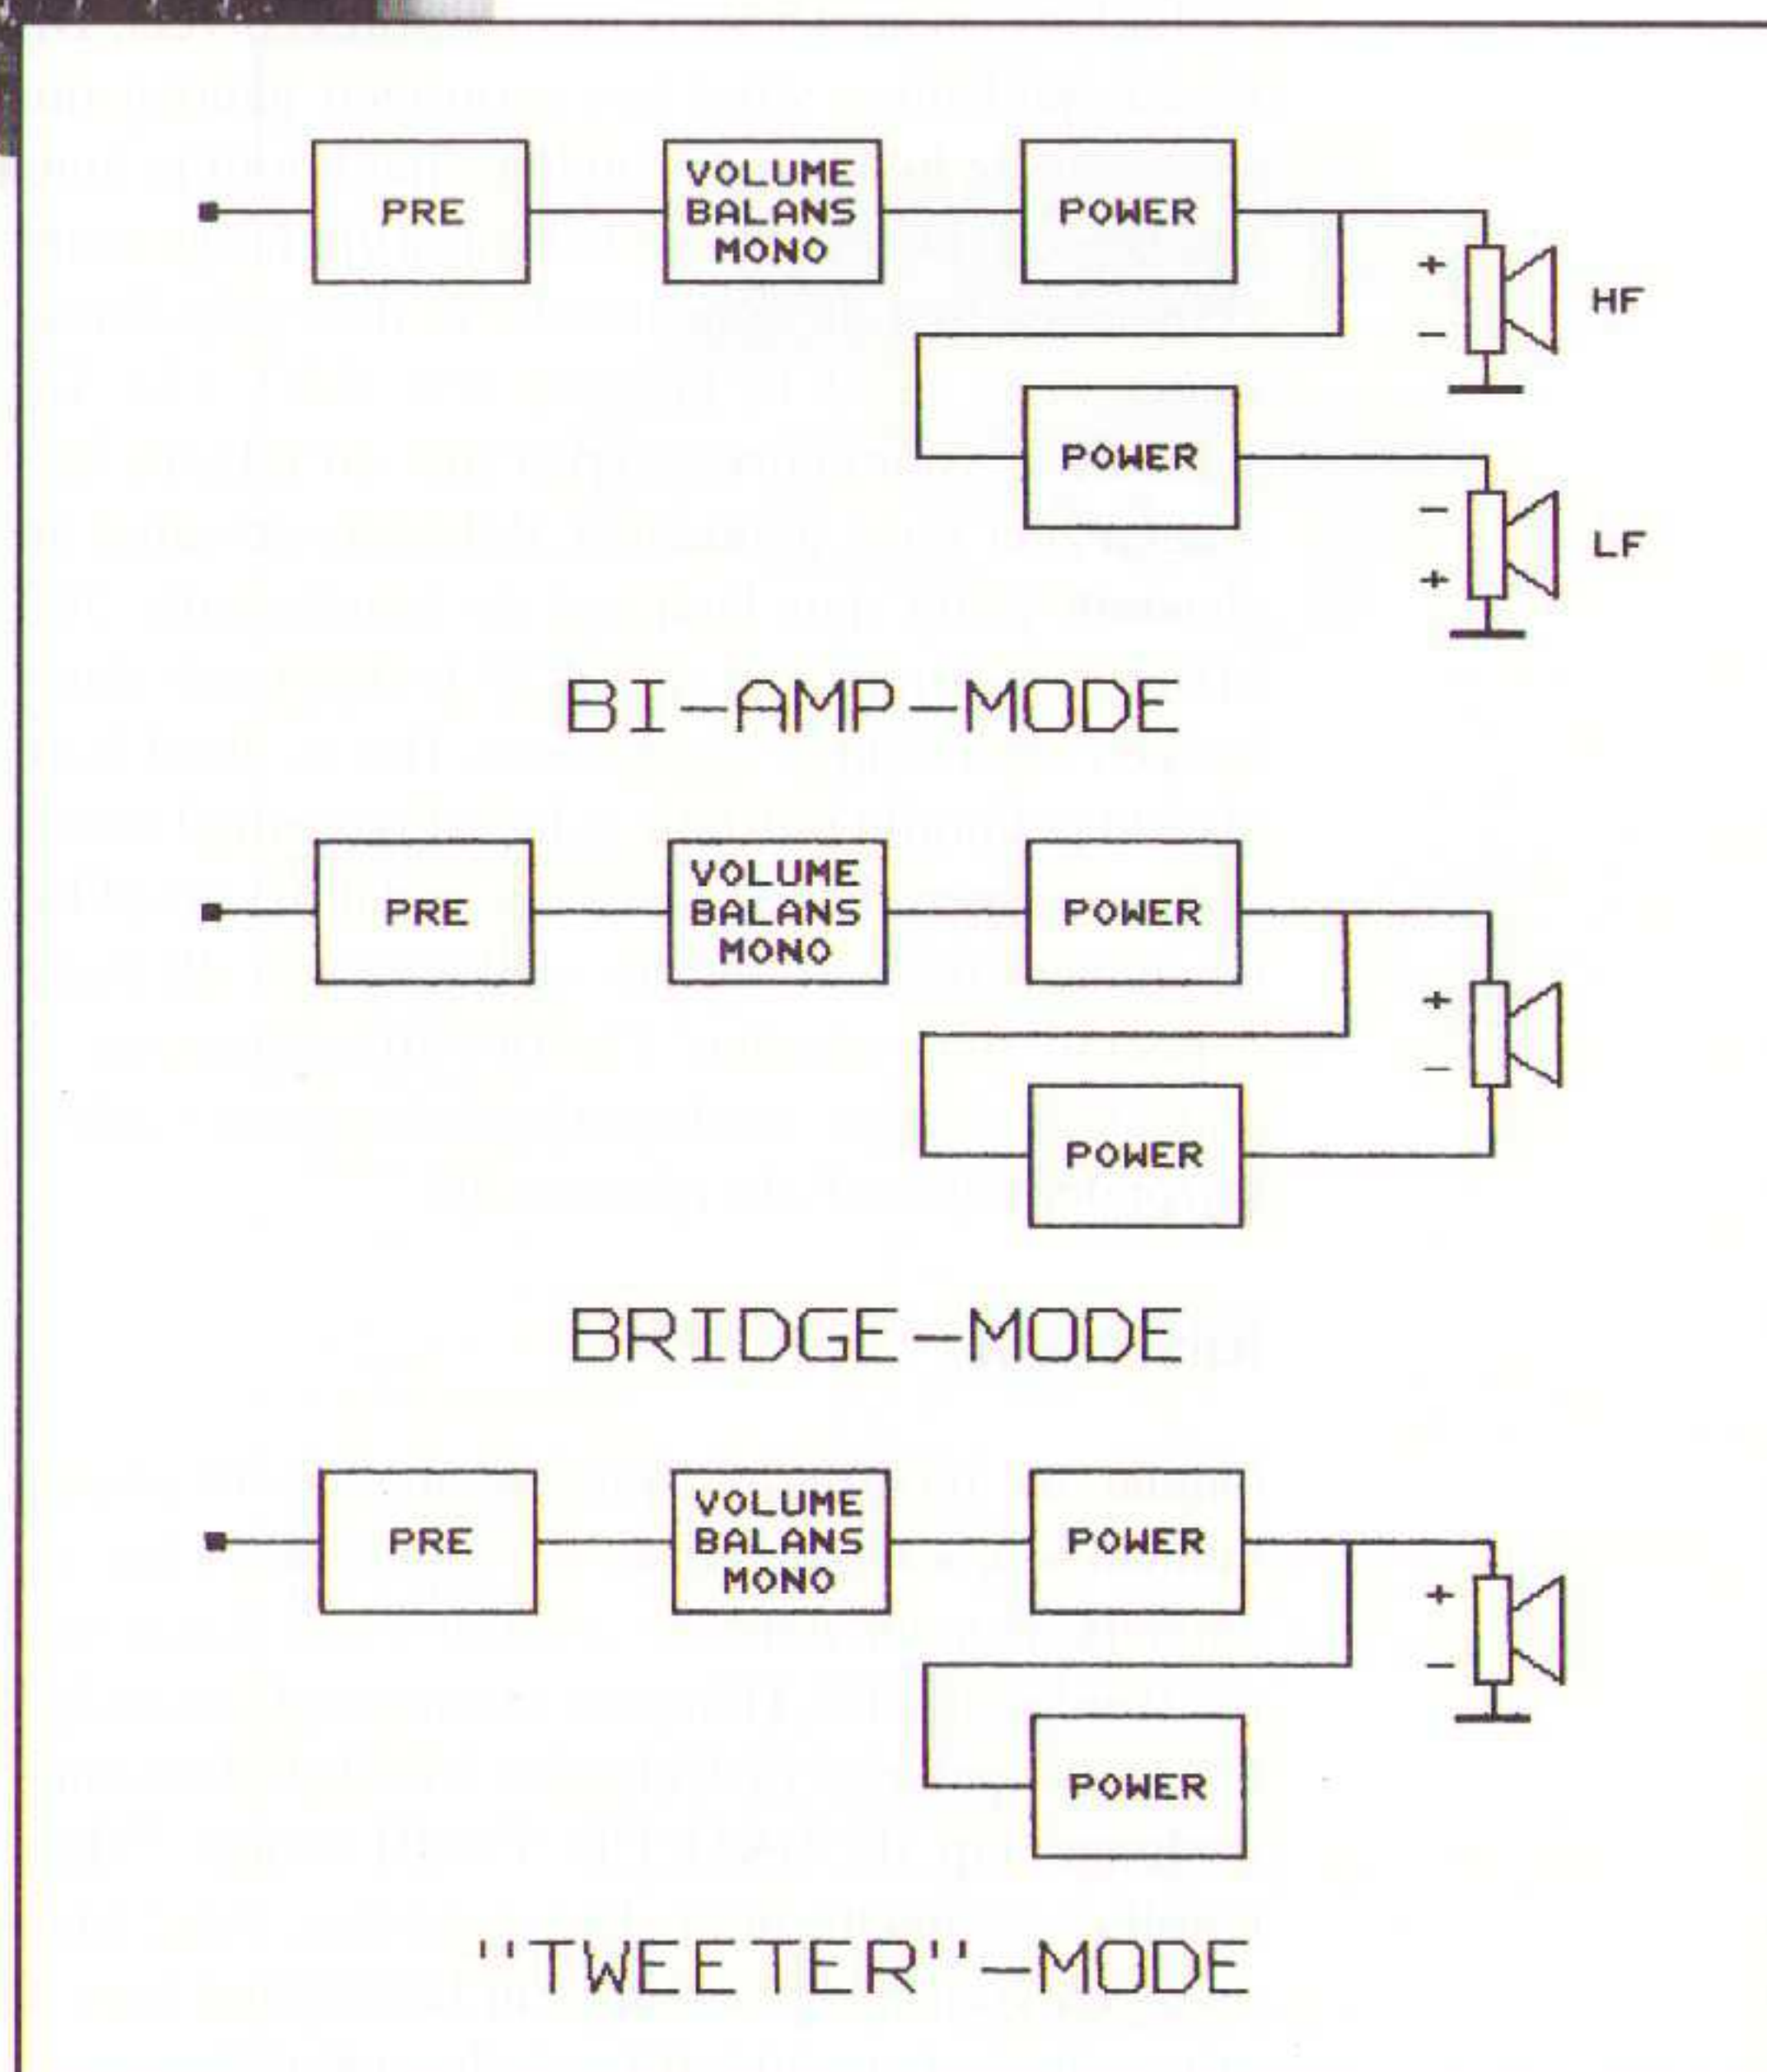 PRE
VOLUME
BALANS
MONO
POWER
+
−
HF
POWER
−
+
LF
BI-AMP-MODE
PRE
VOLUME
BALANS
MONO
POWER
+
−
POWER
BRIDGE-MODE
PRE
VOLUME
BALANS
MONO
POWER
+
−
POWER
"TWEETER"-MODE